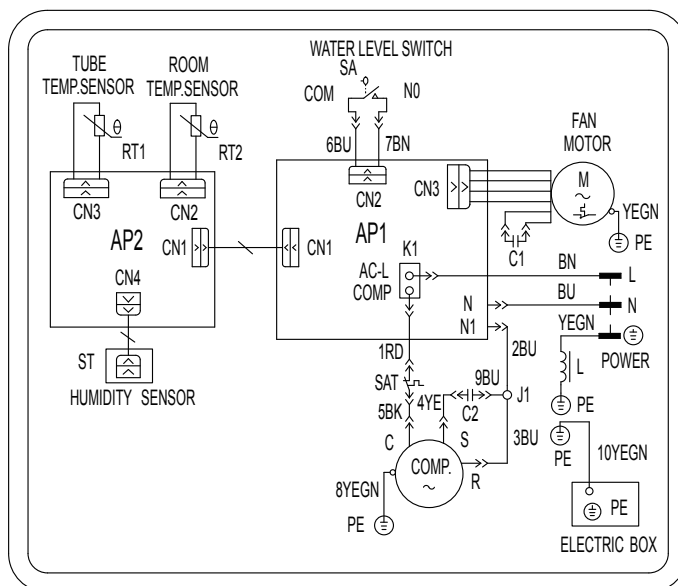 WATER LEVEL SWITCH
SA
COM
N0
TUBE
TEMP.SENSOR
ROOM
TEMP.SENSOR
θ
RT1
θ
RT2
6BU
7BN
FAN
MOTOR
CN3
CN2
CN2
CN3
M
~
YEGN
PE
C1
AP2
CN1
CN1
AP1
K1
CN4
AC-L
COMP
BN
L
N
BU
N
N1
YEGN
POWER
ST
HUMIDITY SENSOR
1RD
2BU
L
PE
SAT
4YE
9BU
J1
C2
5BK
C
S
3BU
PE
10YEGN
COMP.
~
R
8YEGN
PE
PE
ELECTRIC BOX